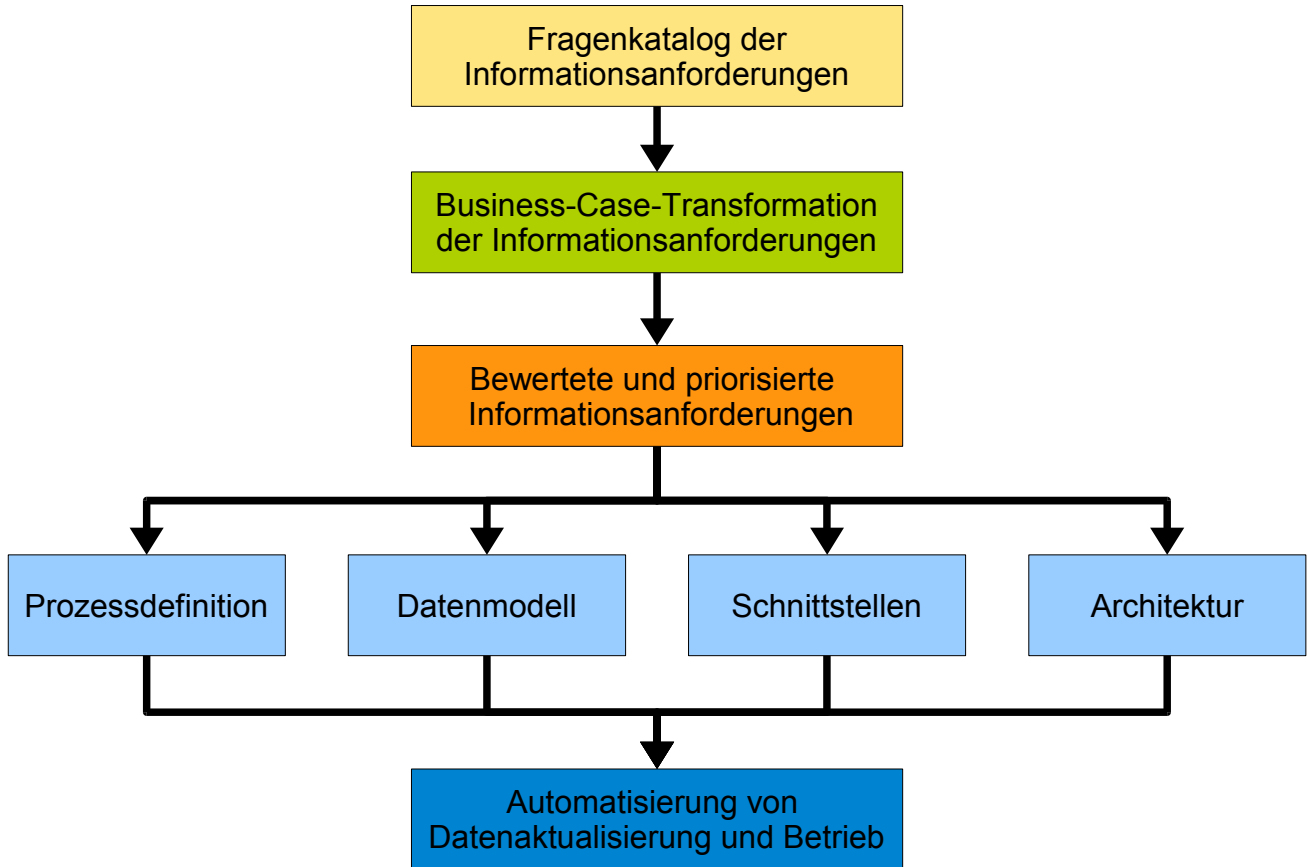 Fragenkatalog der
Informationsanforderungen
Business-Case-Transformation
der Informationsanforderungen
Bewertete und priorisierte
Informationsanforderungen
Prozessdefinition
Datenmodell
Schnittstellen
Architektur
Automatisierung von
Datenaktualisierung und Betrieb